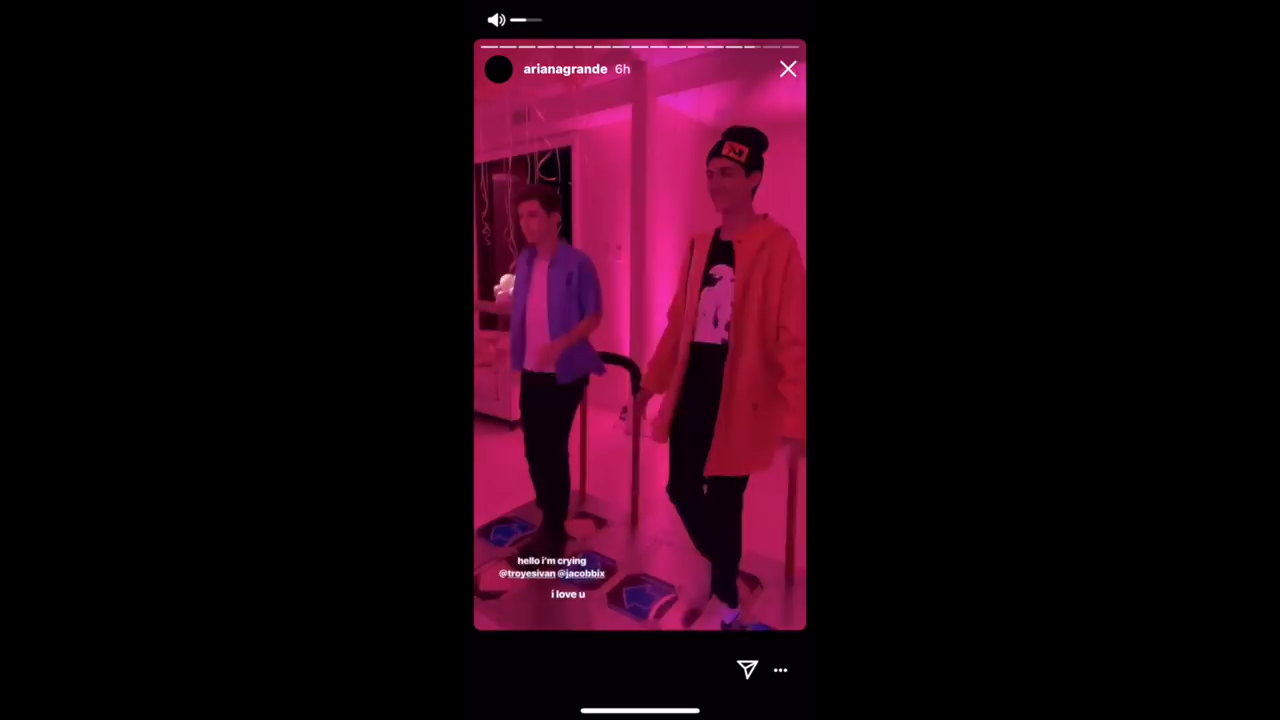 arianagrande 6h
hello i'm crying
@troyesivan @jacobbix
i love u